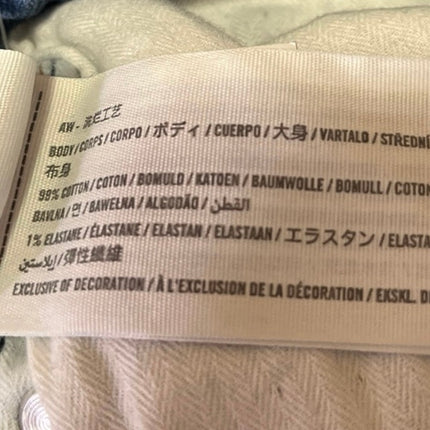 AW - 洗烂工艺
BODY / CORPS / CORPO / ボディ / CUERPO / 大身 / VARTALO / STŘEDNÍ
布身
99% COTTON / COTON / BOMULD / KATOEN / BAUMWOLLE / BOMULL / COTON
BAVLNA / 면 / BAWEŁNA / ALGODÃO / القطن
1% ELASTANE / ÉLASTANE / ELASTAN / ELASTAAN / エラスタン / ELASTA
إيلاستين / 彈性纖維
EXCLUSIVE OF DECORATION / À L'EXCLUSION DE LA DÉCORATION / EKSKL. D